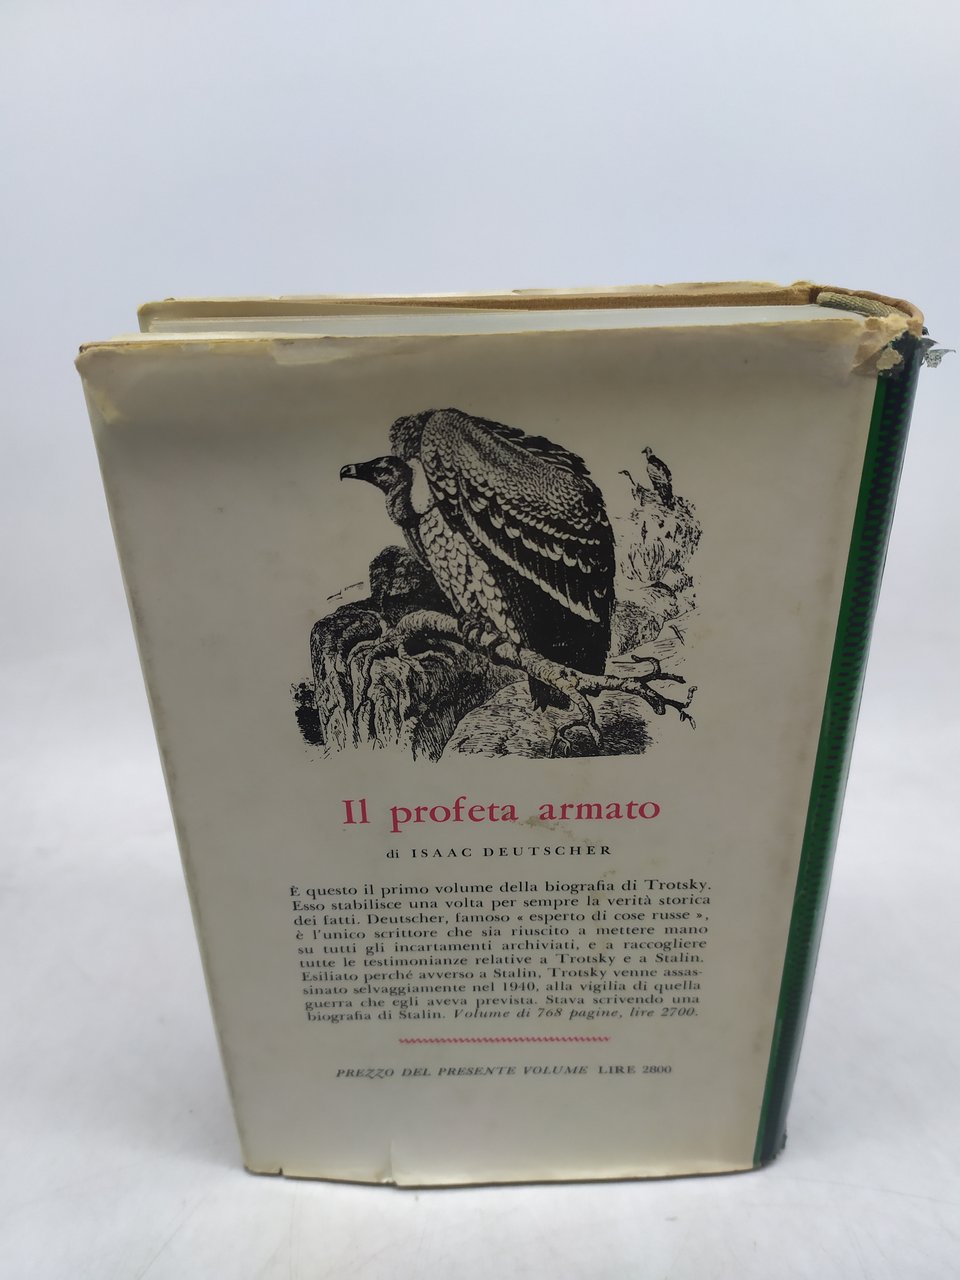 Il profeta armato
di ISAAC DEUTSCHER
È questo il primo volume della biografia di Trotsky.
Esso stabilisce una volta per sempre la verità storica
dei fatti. Deutscher, famoso « esperto di cose russe »,
è l'unico scrittore che sia riuscito a mettere mano
su tutti gli incartamenti archiviati, e a raccogliere
tutte le testimonianze relative a Trotsky e a Stalin.
Esiliato perché avverso a Stalin, Trotsky venne assas-
sinato selvaggiamente nel 1940, alla vigilia di quella
guerra che egli aveva prevista. Stava scrivendo una
biografia di Stalin. Volume di 768 pagine, lire 2700.
PREZZO DEL PRESENTE VOLUME LIRE 2800